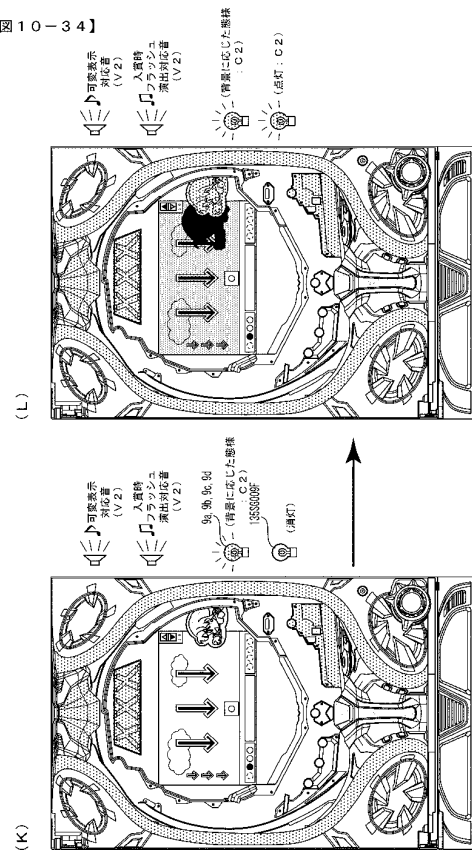 図10-34】
(L)
♪可変表示
対応音
(V2)
入賞時
フラッシュ
演出対応音
(V2)
(背景に応じた態様
:C2)
(点灯:C2)
(K)
♪可変表示
対応音
(V2)
入賞時
フラッシュ
演出対応音
(V2)
9a, 9b, 9c, 9d
(背景に応じた態様
:C2)
135SG009F
(消灯)